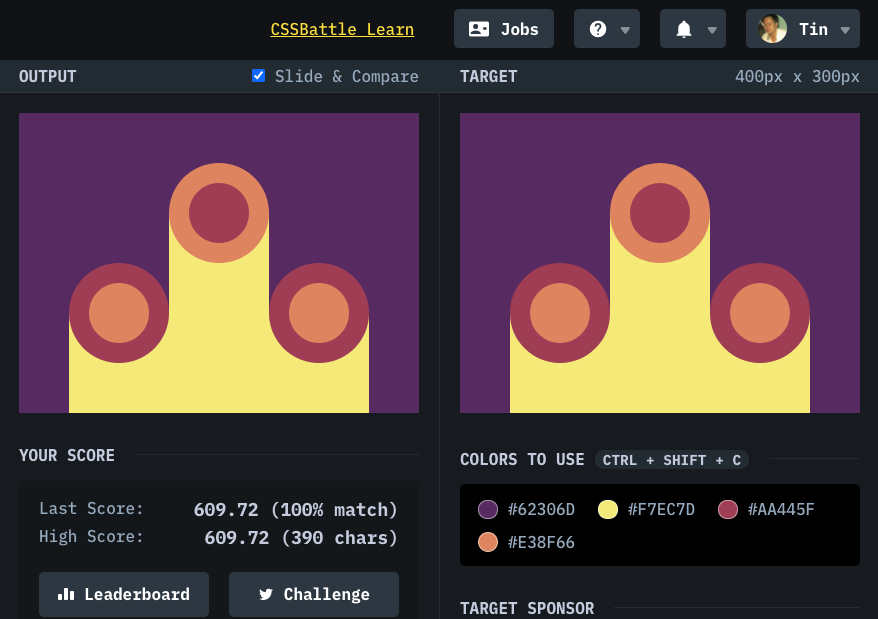 CSSBattle Learn
Jobs
Tin
OUTPUT
Slide & Compare
TARGET
400px x 300px
YOUR SCORE
Last Score: 609.72 (100% match)
High Score: 609.72 (390 chars)
Leaderboard
Challenge
COLORS TO USE
CTRL + SHIFT + C
#62306D
#F7EC7D
#AA445F
#E38F66
TARGET SPONSOR